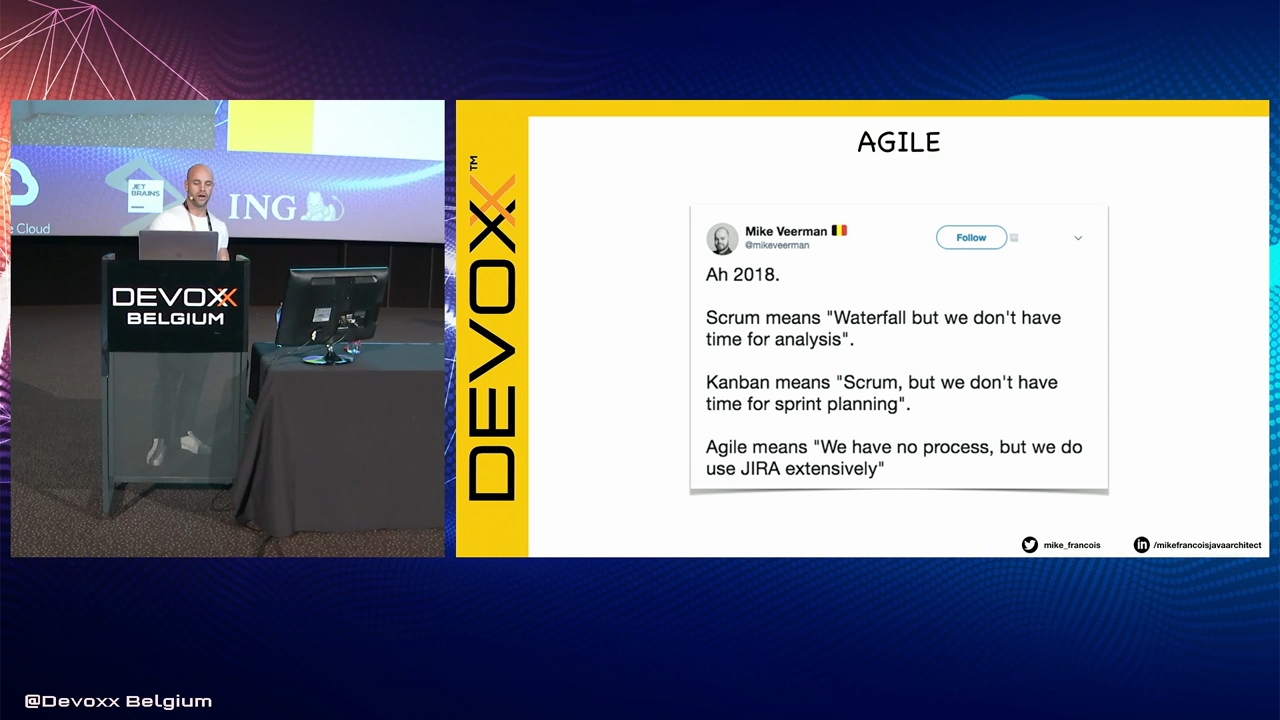 e Cloud
JET
BRAINS
ING
DEVOXX
BELGIUM
DEVOXX™
AGILE
Mike Veerman
@mikeveerman
Follow
Ah 2018.
Scrum means "Waterfall but we don't have
time for analysis".
Kanban means "Scrum, but we don't have
time for sprint planning".
Agile means "We have no process, but we do
use JIRA extensively"
mike_francois
in /mikefrancoisjavaarchitect
@Devoxx Belgium